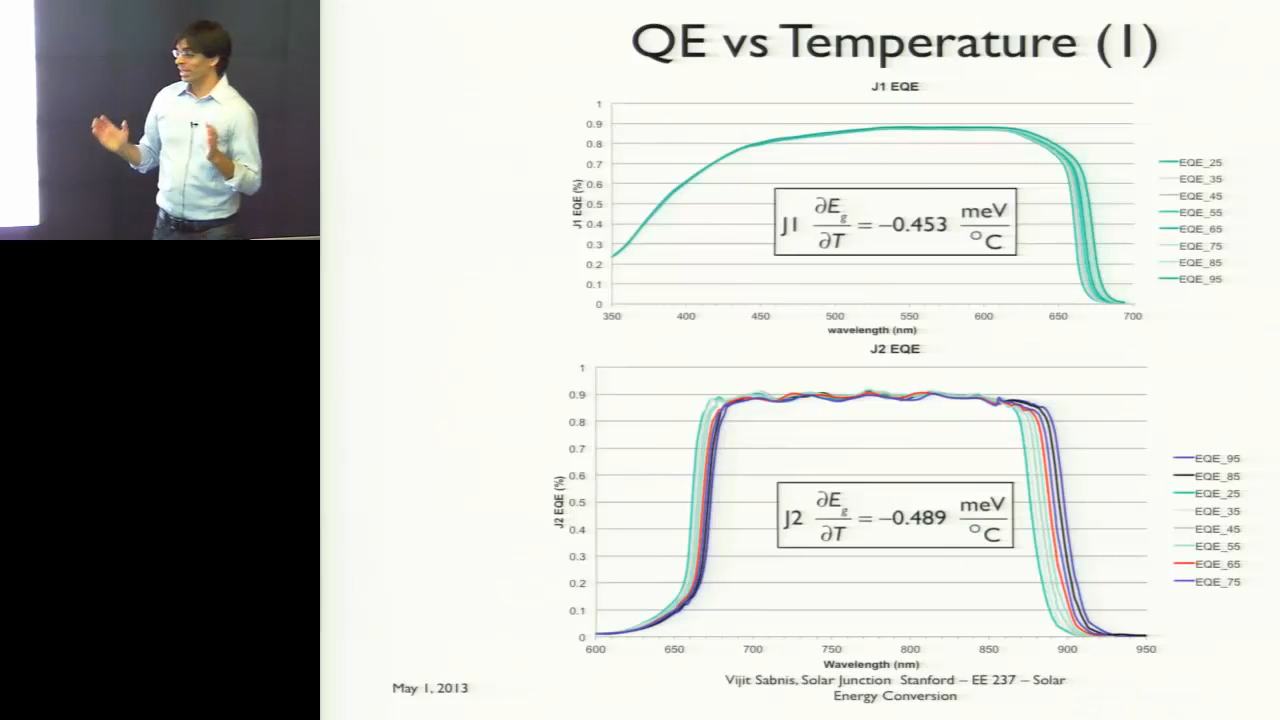 QE vs Temperature (1)
J1 EQE
J1 EQE (%)
1
0.9
0.8
0.7
0.6
0.5
0.4
0.3
0.2
0.1
0
350 400 450 500 550 600 650 700
wavelength (nm)
J1 ∂Eg/∂T = −0.453 meV/°C
EQE_25
EQE_35
EQE_45
EQE_55
EQE_65
EQE_75
EQE_85
EQE_95
J2 EQE
J2 EQE (%)
1
0.9
0.8
0.7
0.6
0.5
0.4
0.3
0.2
0.1
0
600 650 700 750 800 850 900 950
Wavelength (nm)
J2 ∂Eg/∂T = −0.489 meV/°C
EQE_95
EQE_85
EQE_25
EQE_35
EQE_45
EQE_55
EQE_65
EQE_75
May 1, 2013
Vijit Sabnis, Solar Junction Stanford – EE 237 – Solar
Energy Conversion